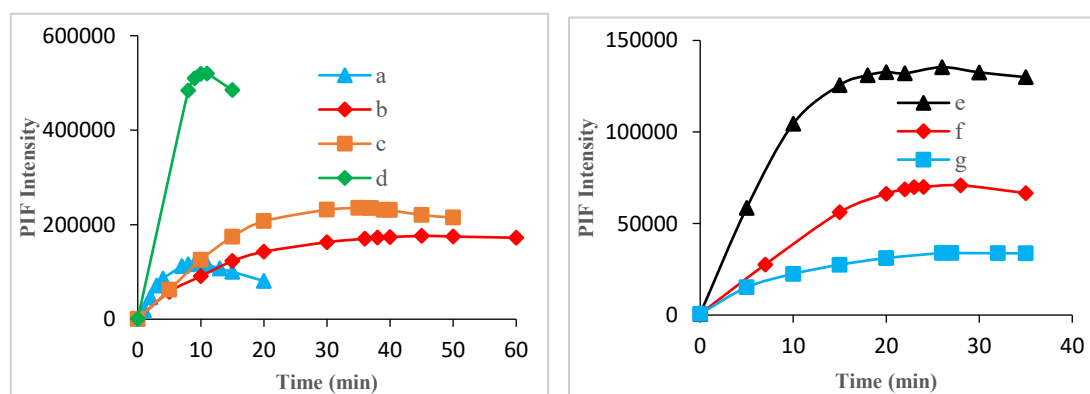 600000
400000
200000
0
PIF Intensity
a
b
c
d
0 10 20 30 40 50 60
Time (min)
150000
100000
50000
0
PIF Intensity
e
f
g
0 10 20 30 40
Time (min)